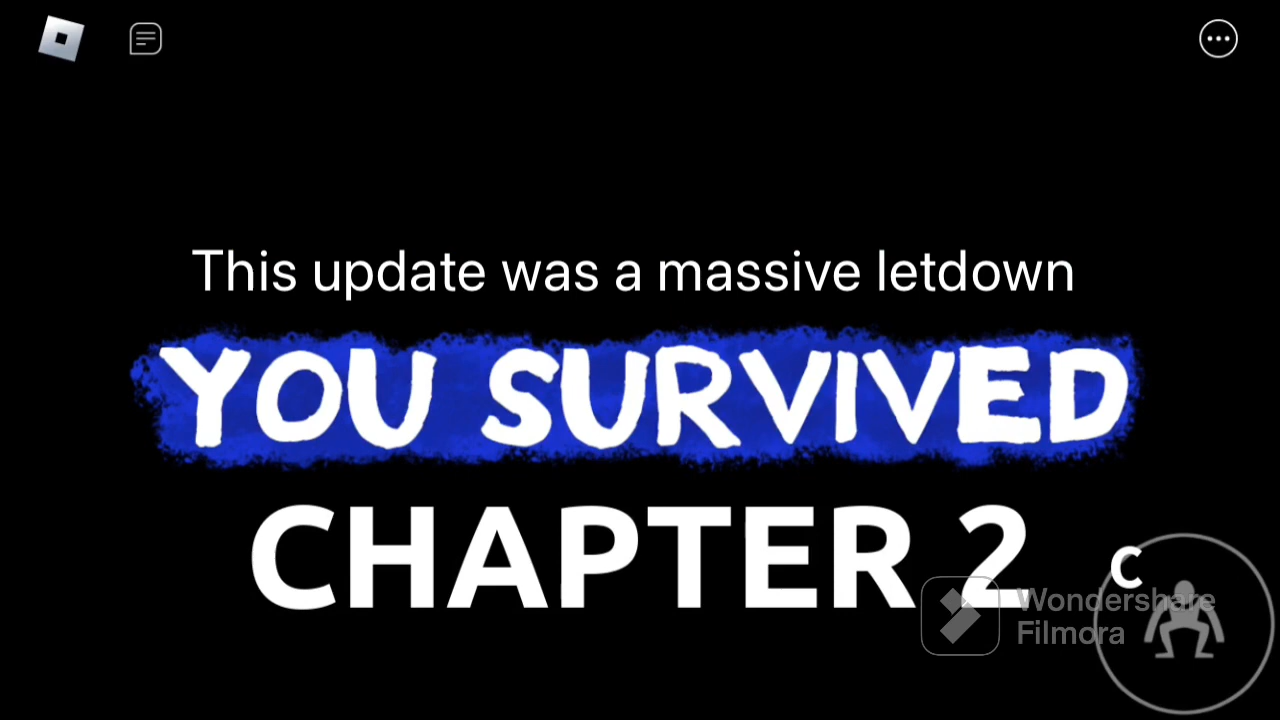 This update was a massive letdown
YOU SURVIVED
CHAPTER 2
C
Wondershare
Filmora